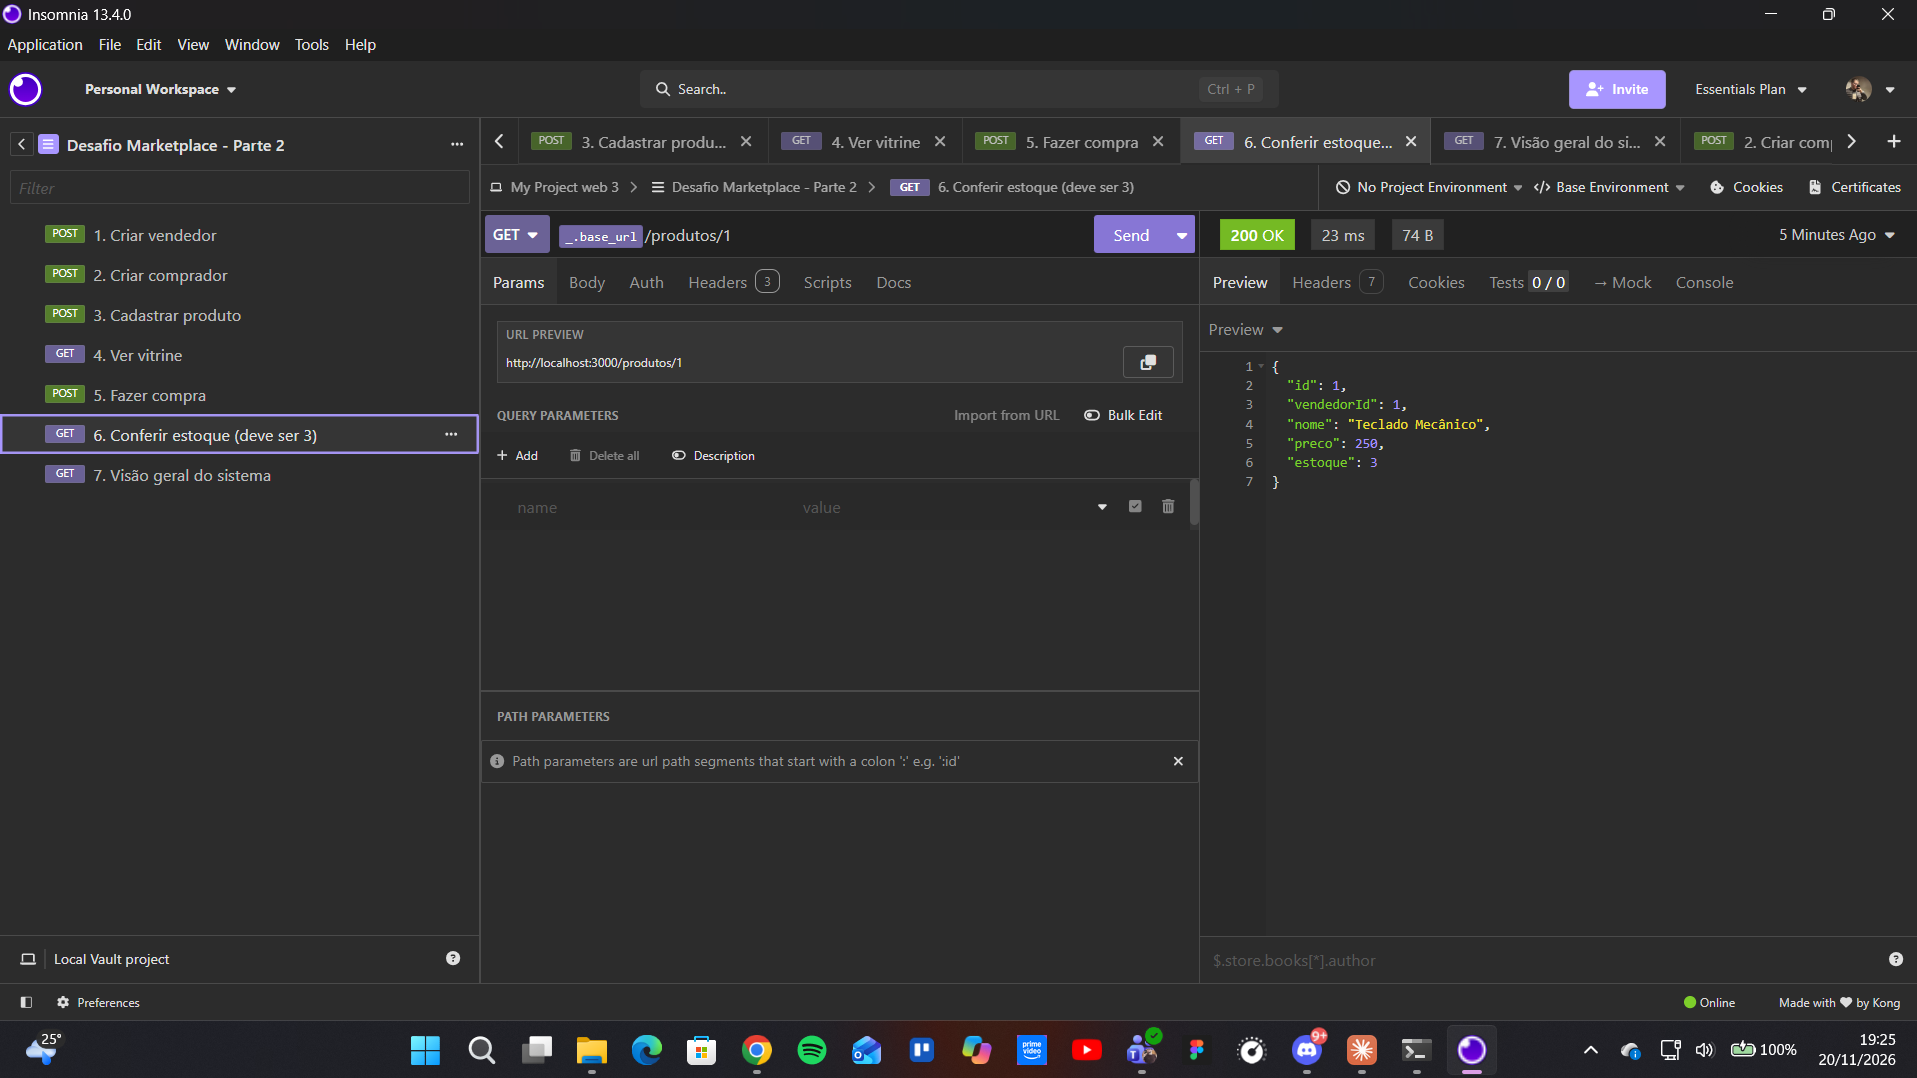 Insomnia 13.4.0
Application File Edit View Window Tools Help
Personal Workspace
Search..
Ctrl + P
Invite
Essentials Plan
Desafio Marketplace - Parte 2
Filter
POST 1. Criar vendedor
POST 2. Criar comprador
POST 3. Cadastrar produto
GET 4. Ver vitrine
POST 5. Fazer compra
GET 6. Conferir estoque (deve ser 3)
GET 7. Visão geral do sistema
Local Vault project
POST 3. Cadastrar produ...
GET 4. Ver vitrine
POST 5. Fazer compra
GET 6. Conferir estoque...
GET 7. Visão geral do si...
POST 2. Criar com
My Project web 3 > Desafio Marketplace - Parte 2 > GET 6. Conferir estoque (deve ser 3)
No Project Environment
</> Base Environment
Cookies
Certificates
GET _.base_url /produtos/1
Send
200 OK
23 ms
74 B
5 Minutes Ago
Params Body Auth Headers 3 Scripts Docs
URL PREVIEW
http://localhost:3000/produtos/1
QUERY PARAMETERS
Import from URL
Bulk Edit
+ Add
Delete all
Description
name
value
PATH PARAMETERS
Path parameters are url path segments that start with a colon ':' e.g. ':id'
Preview Headers 7 Cookies Tests 0 / 0 → Mock Console
Preview
1 {
2 "id": 1,
3 "vendedorId": 1,
4 "nome": "Teclado Mecânico",
5 "preco": 250,
6 "estoque": 3
7 }
$.store.books[*].author
Preferences
Online
Made with ♥ by Kong
25°
prime video
9+
100%
19:25
20/11/2026